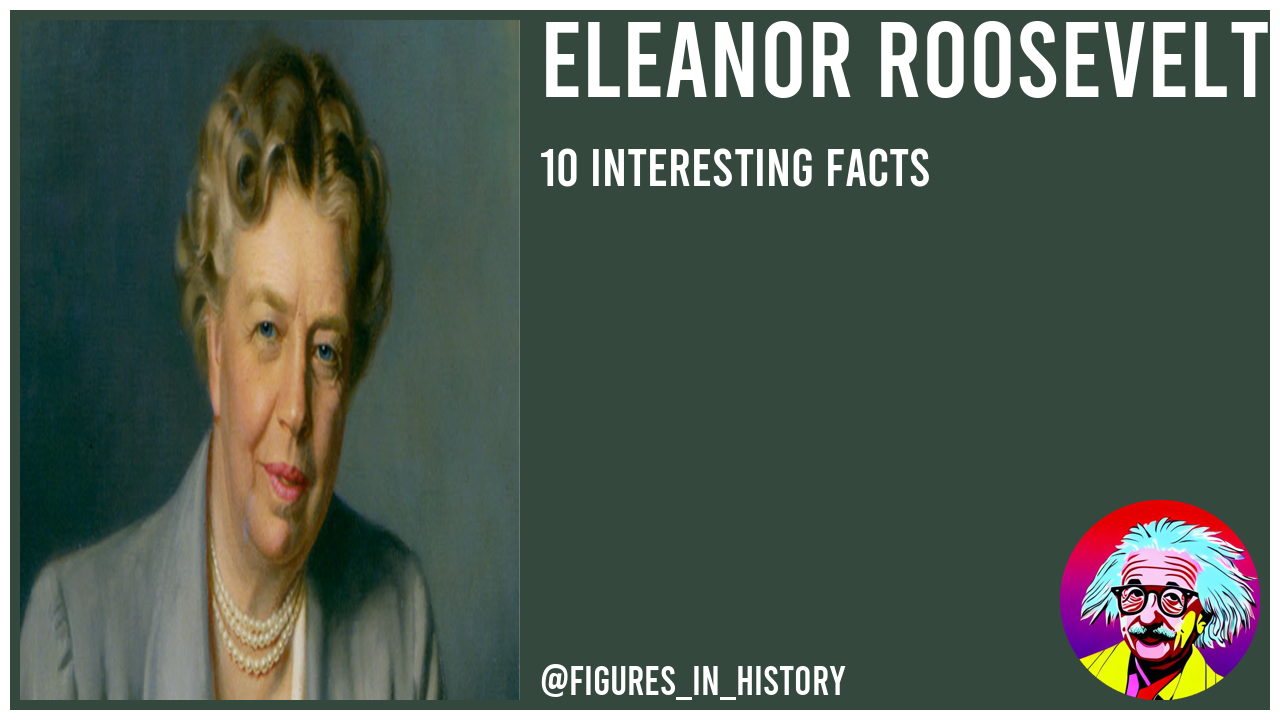 ELEANOR ROOSEVELT
10 INTERESTING FACTS
@FIGURES_IN_HISTORY